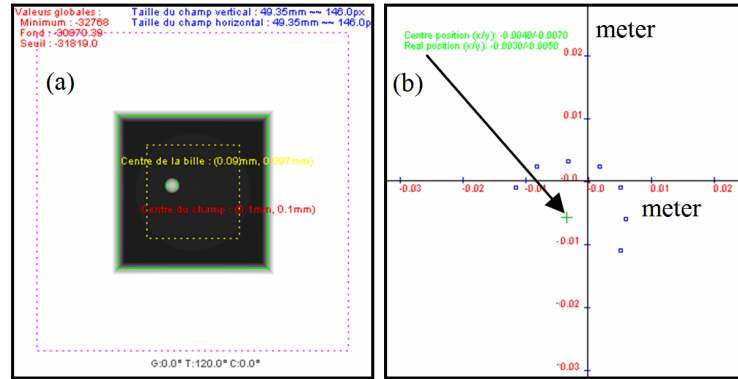 Valeurs globales :
Minimum : -32768
Fond : -30870.39
Seuil : -31819.0
Taille du champ vertical : 49.35mm ~~ 146.0px
Taille du champ horizontal : 49.35mm ~~ 146.0p
(a)
Centre de la bille : (0.09mm, 0.097mm)
Centre du champ : (0.1mm, 0.1mm)
G:0.0° T:120.0° C:0.0°
meter
Centre position (x/y): -0.0040/-0.0070
Real position (x/y): -0.0030/-0.0050
(b)
0.02
0.01
-0.0
-0.03
-0.02
-0.01
-0.0
0.01
0.02
meter
-0.01
-0.02
-0.03